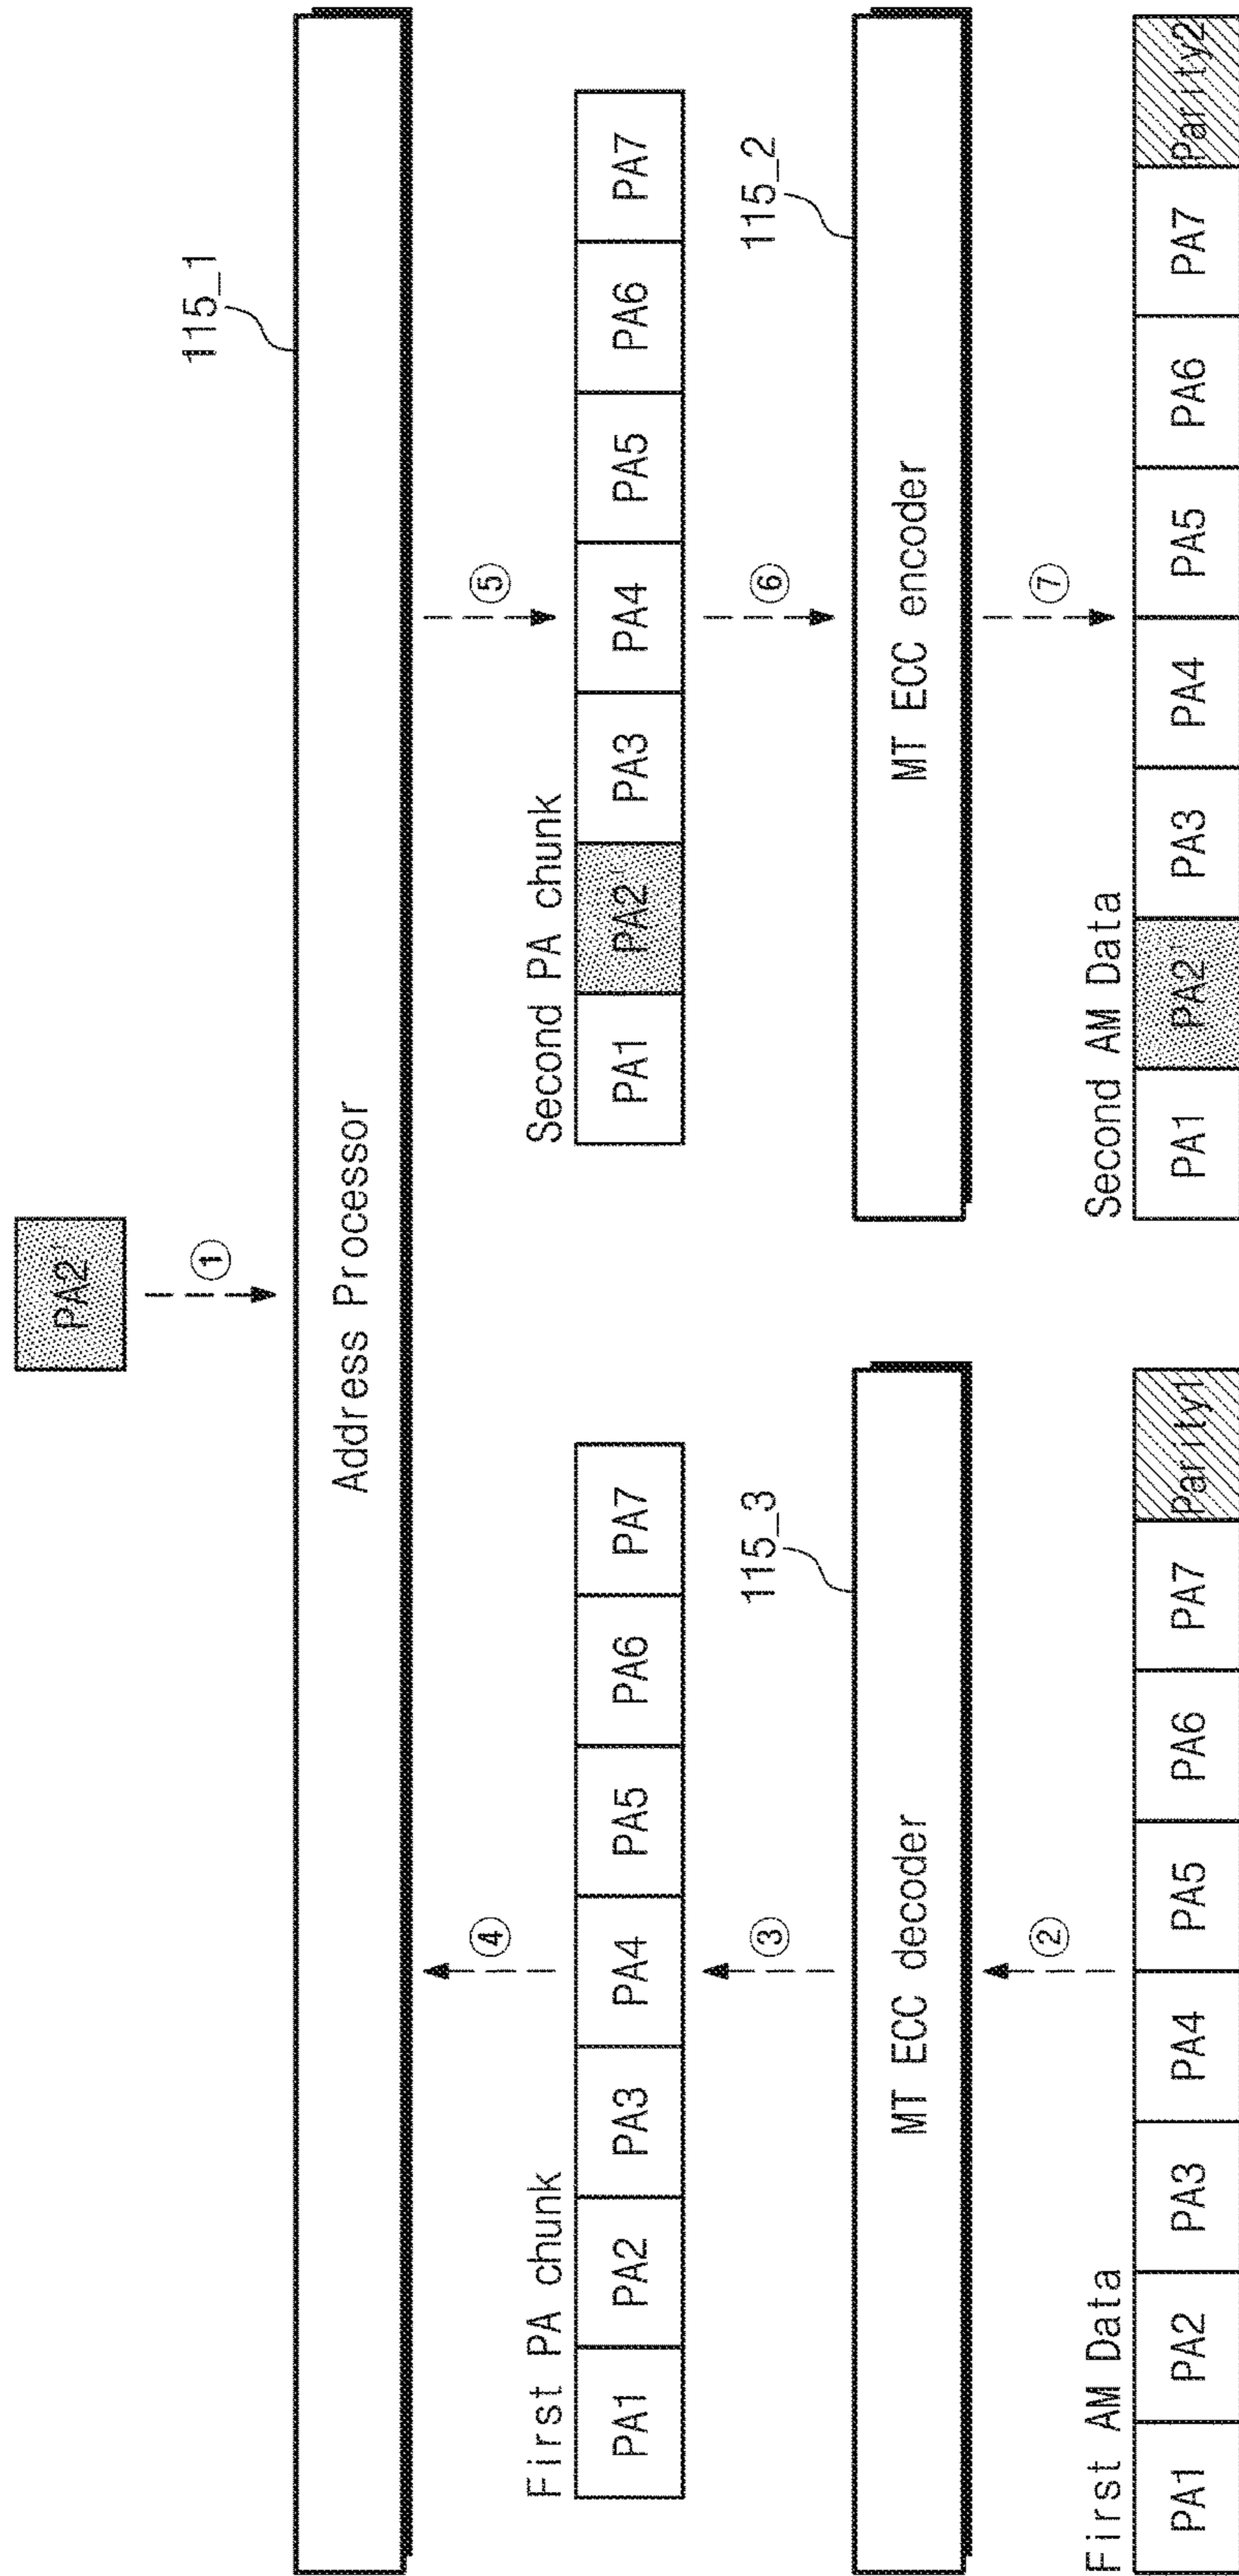 PA2'
①
115_1
Address Processor
④
⑤
First PA chunk
PA1 PA2 PA3 PA4 PA5 PA6 PA7
Second PA chunk
PA1 PA2' PA3 PA4 PA5 PA6 PA7
③
⑥
115_3
115_2
MT ECC decoder
MT ECC encoder
②
⑦
First AM Data
PA1 PA2 PA3 PA4 PA5 PA6 PA7 Parity1
Second AM Data
PA1 PA2' PA3 PA4 PA5 PA6 PA7 Parity2